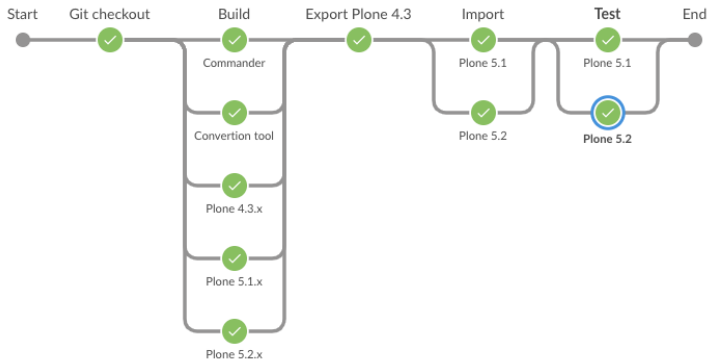 Start
Git checkout
Build
Export Plone 4.3
Import
Test
End
Commander
Plone 5.1
Plone 5.1
Convertion tool
Plone 5.2
Plone 5.2
Plone 4.3.x
Plone 5.1.x
Plone 5.2.x